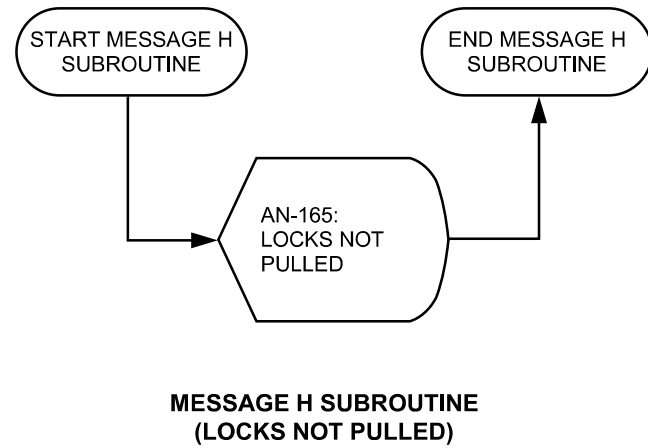 START MESSAGE H
SUBROUTINE
END MESSAGE H
SUBROUTINE
AN-165:
LOCKS NOT
PULLED
MESSAGE H SUBROUTINE
(LOCKS NOT PULLED)